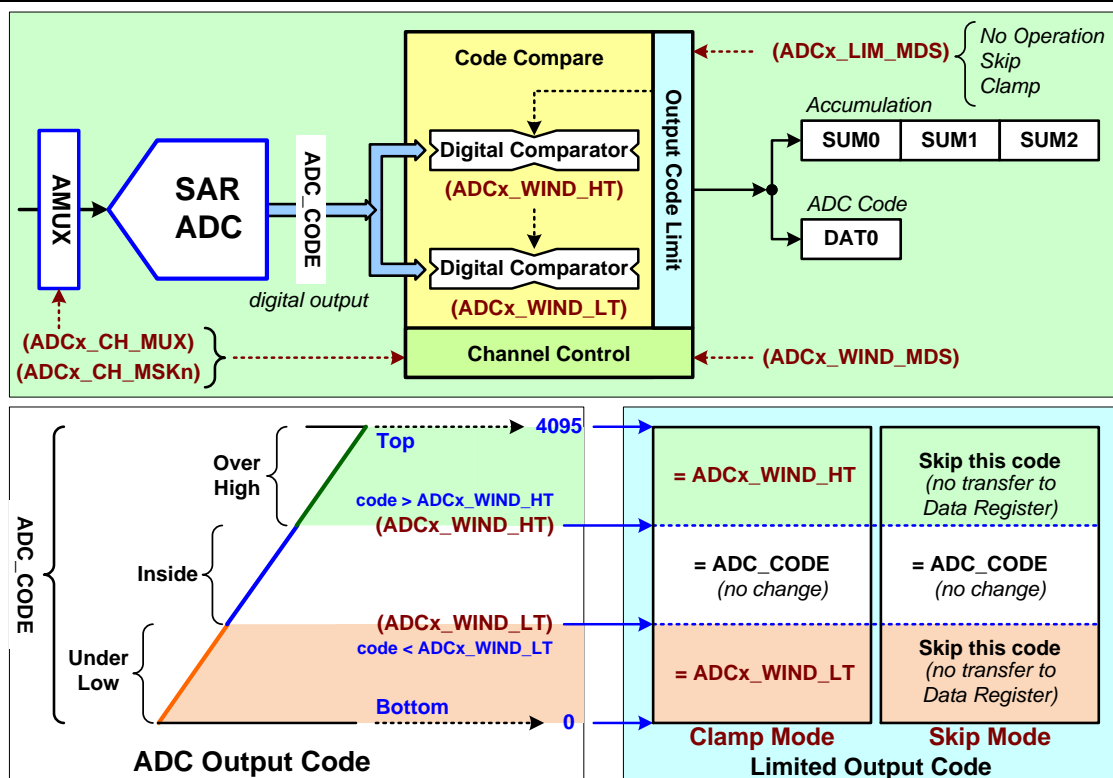 Code Compare
(ADCx_LIM_MDS)
No Operation
Skip
Clamp
Output Code Limit
Accumulation
SUM0 SUM1 SUM2
AMUX
SAR
ADC
ADC_CODE
digital output
Digital Comparator
(ADCx_WIND_HT)
ADC Code
DAT0
Digital Comparator
(ADCx_WIND_LT)
(ADCx_CH_MUX)
(ADCx_CH_MSKn)
Channel Control
(ADCx_WIND_MDS)
ADC_CODE
Top
4095
Over
High
code > ADCx_WIND_HT
(ADCx_WIND_HT)
Inside
(ADCx_WIND_LT)
code < ADCx_WIND_LT
Under
Low
Bottom
0
ADC Output Code
= ADCx_WIND_HT
= ADC_CODE
(no change)
= ADCx_WIND_LT
Clamp Mode
Skip this code
(no transfer to
Data Register)
= ADC_CODE
(no change)
Skip this code
(no transfer to
Data Register)
Skip Mode
Limited Output Code